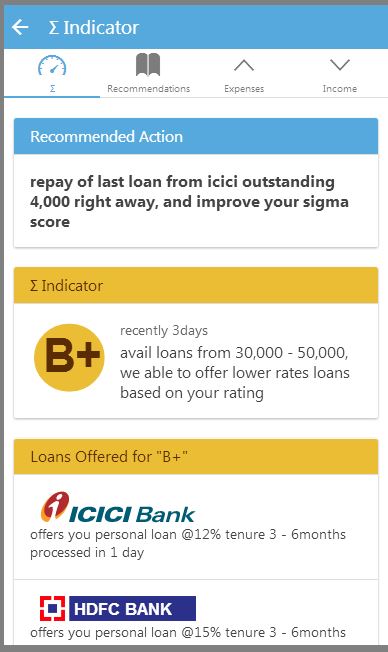 Σ Indicator
Σ
Recommendations
Expenses
Income
Recommended Action
repay of last loan from icici outstanding
4,000 right away, and improve your sigma
score
Σ Indicator
B+
recently 3days
avail loans from 30,000 - 50,000,
we able to offer lower rates loans
based on your rating
Loans Offered for "B+"
ICICI Bank
offers you personal loan @12% tenure 3 - 6months
processed in 1 day
HDFC BANK
offers you personal loan @15% tenure 3 - 6months